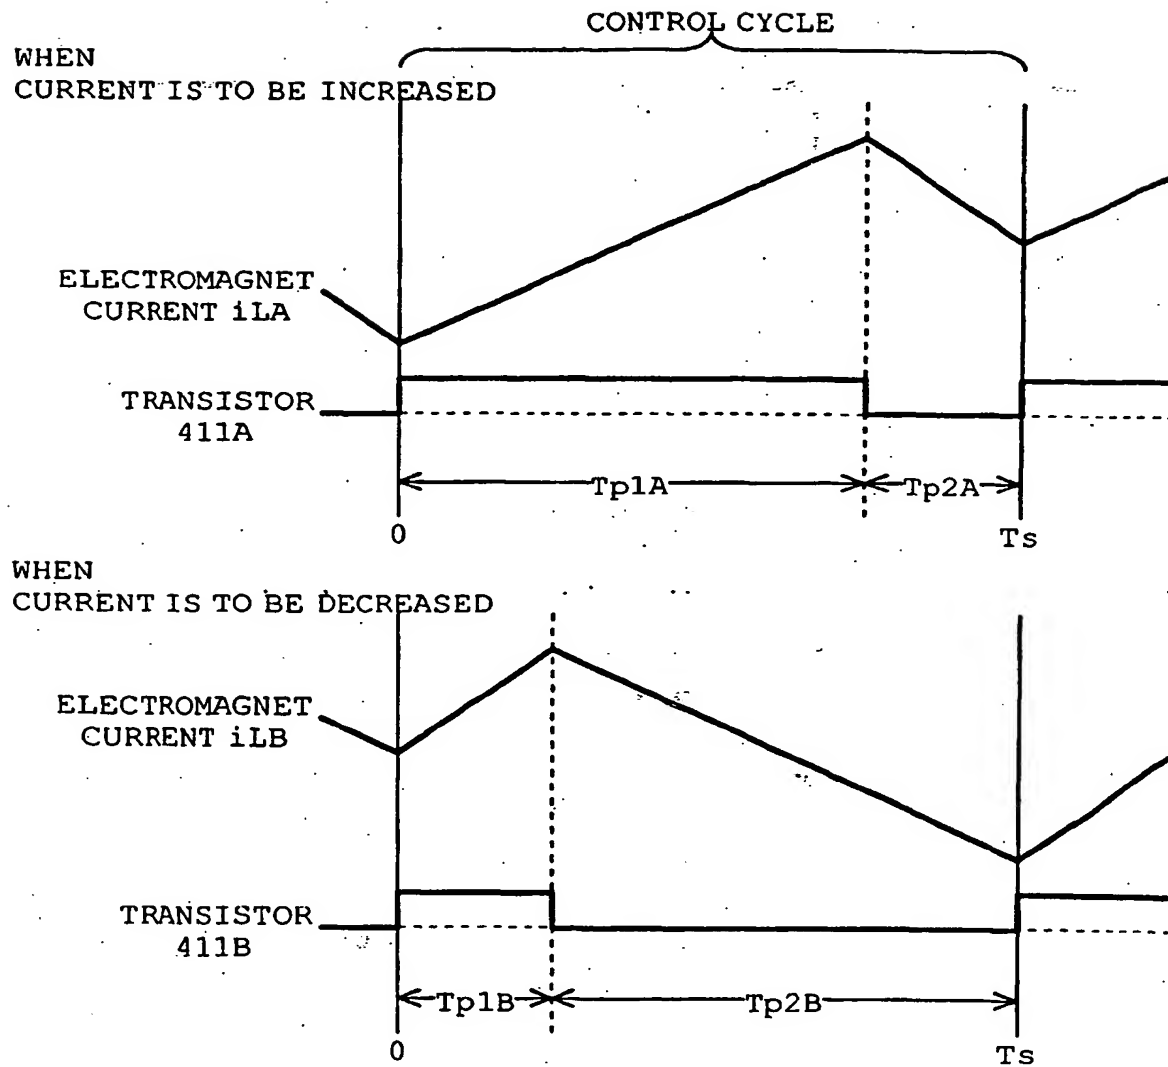 CONTROL CYCLE
WHEN
CURRENT IS TO BE INCREASED
ELECTROMAGNET
CURRENT iLA
TRANSISTOR
411A
Tp1A
Tp2A
0
Ts
WHEN
CURRENT IS TO BE DECREASED
ELECTROMAGNET
CURRENT iLB
TRANSISTOR
411B
Tp1B
Tp2B
0
Ts